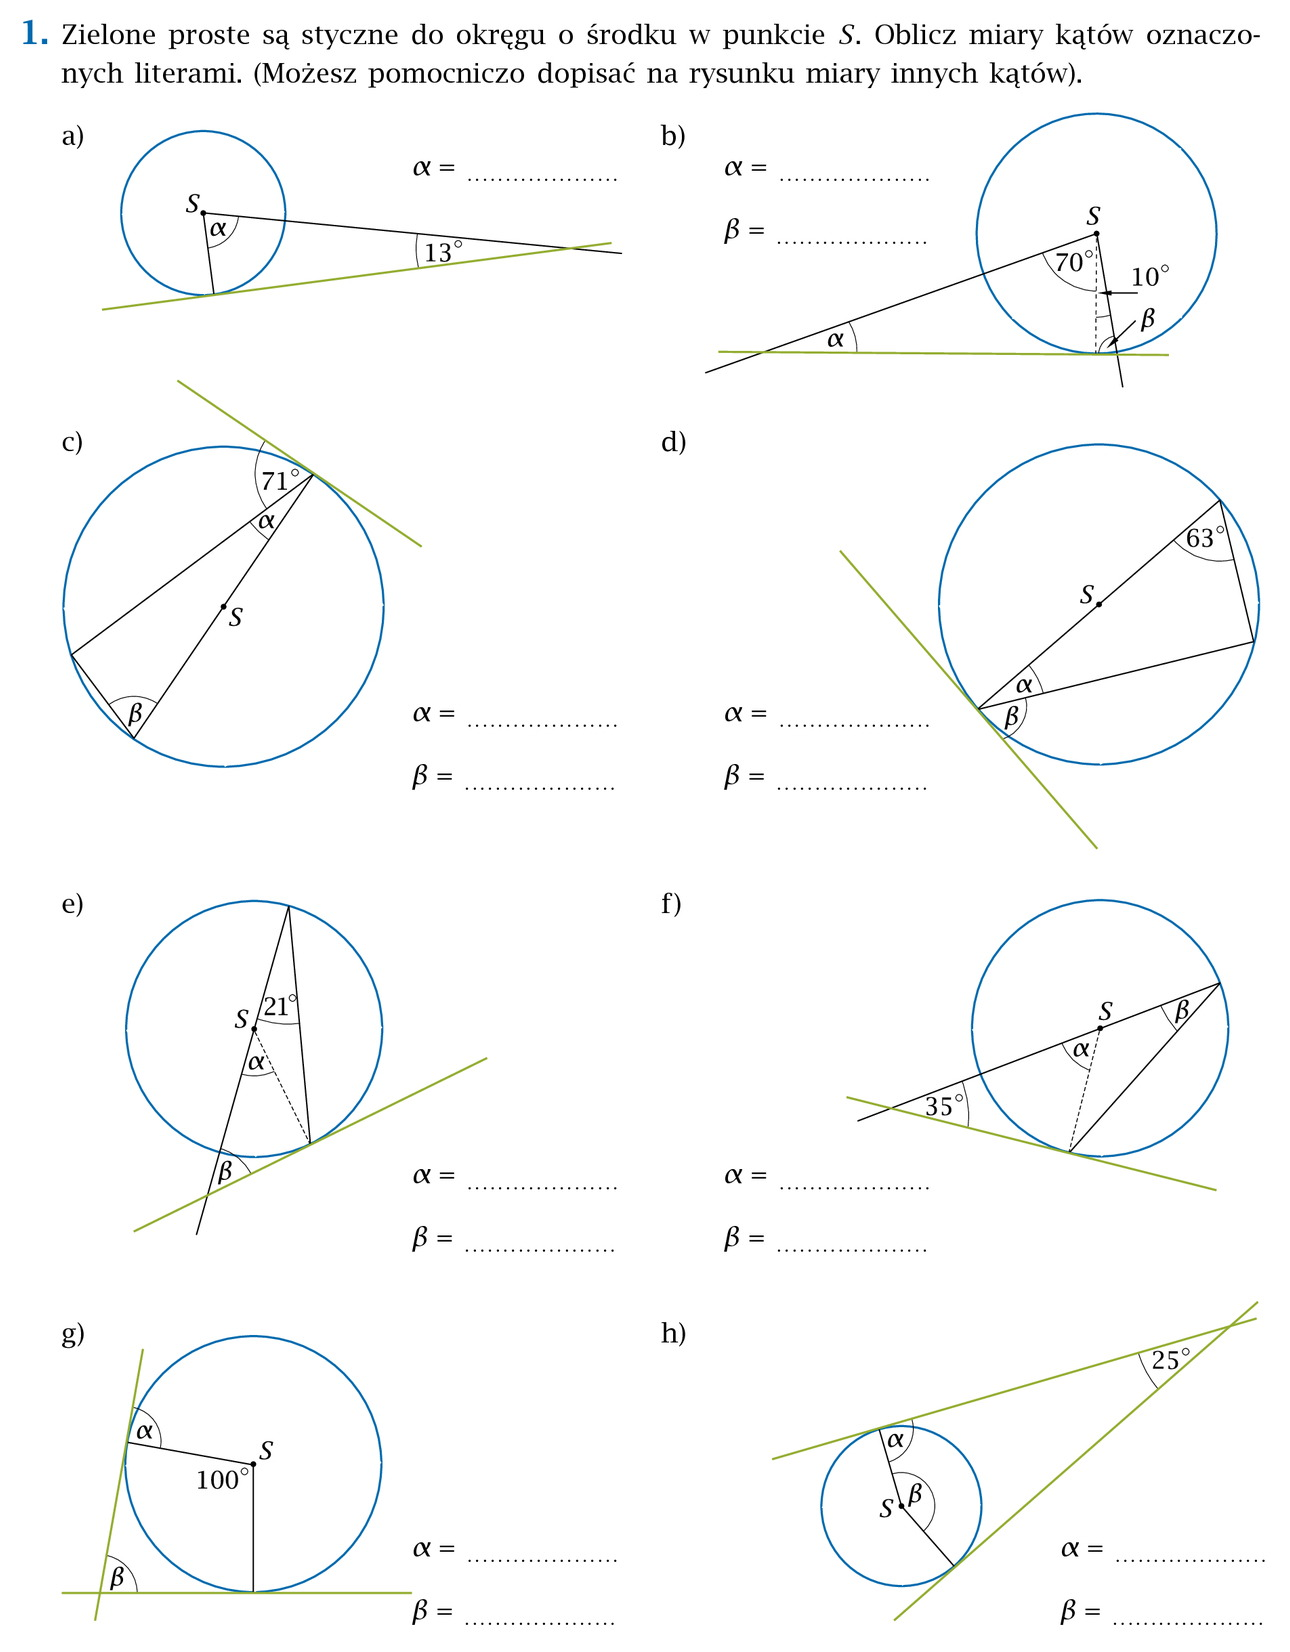 1. Zielone proste są styczne do okręgu o środku w punkcie S. Oblicz miary kątów oznaczo-
nych literami. (Możesz pomocniczo dopisać na rysunku miary innych kątów).
a)
α = ....................
S
α
13°
b)
α = ....................
β = ....................
S
70°
10°
β
α
c)
71°
α
S
β
α = ....................
β = ....................
d)
63°
S
α
β
α = ....................
β = ....................
e)
21°
S
α
β
α = ....................
β = ....................
f)
S
β
α
35°
α = ....................
β = ....................
g)
α
S
100°
β
α = ....................
β = ....................
h)
25°
α
β
S
α = ....................
β = ....................